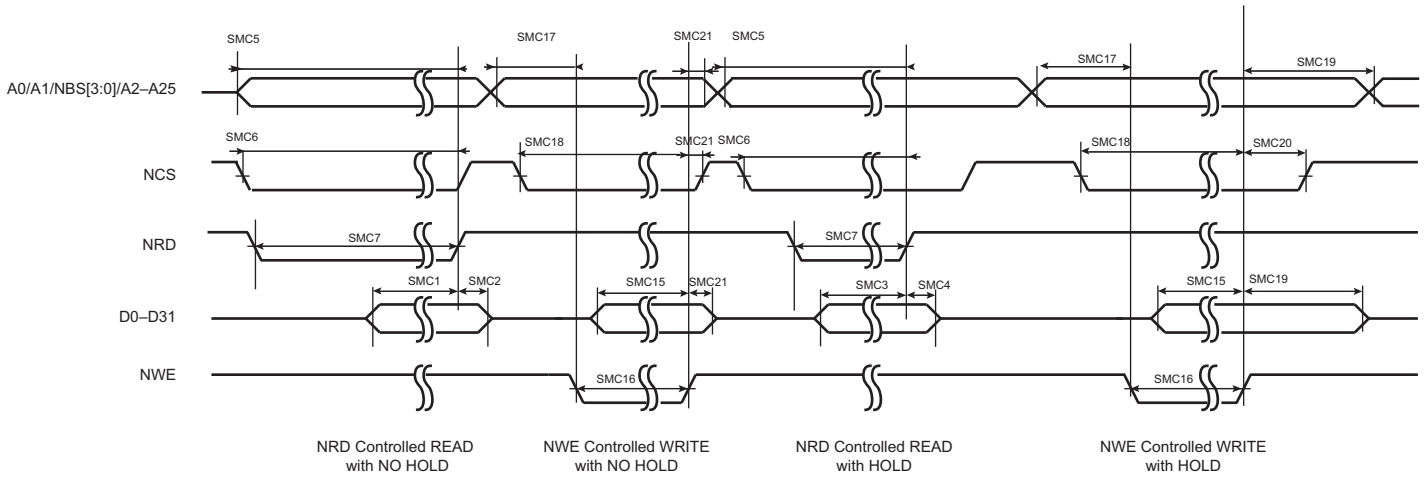 SMC5
SMC17
SMC21
SMC5
SMC17
SMC19
A0/A1/NBS[3:0]/A2–A25
SMC6
SMC18
SMC21
SMC6
SMC18
SMC20
NCS
SMC7
SMC7
NRD
SMC1
SMC2
SMC15
SMC21
SMC3
SMC4
SMC15
SMC19
D0–D31
NWE
SMC16
SMC16
NRD Controlled READ
with NO HOLD
NWE Controlled WRITE
with NO HOLD
NRD Controlled READ
with HOLD
NWE Controlled WRITE
with HOLD